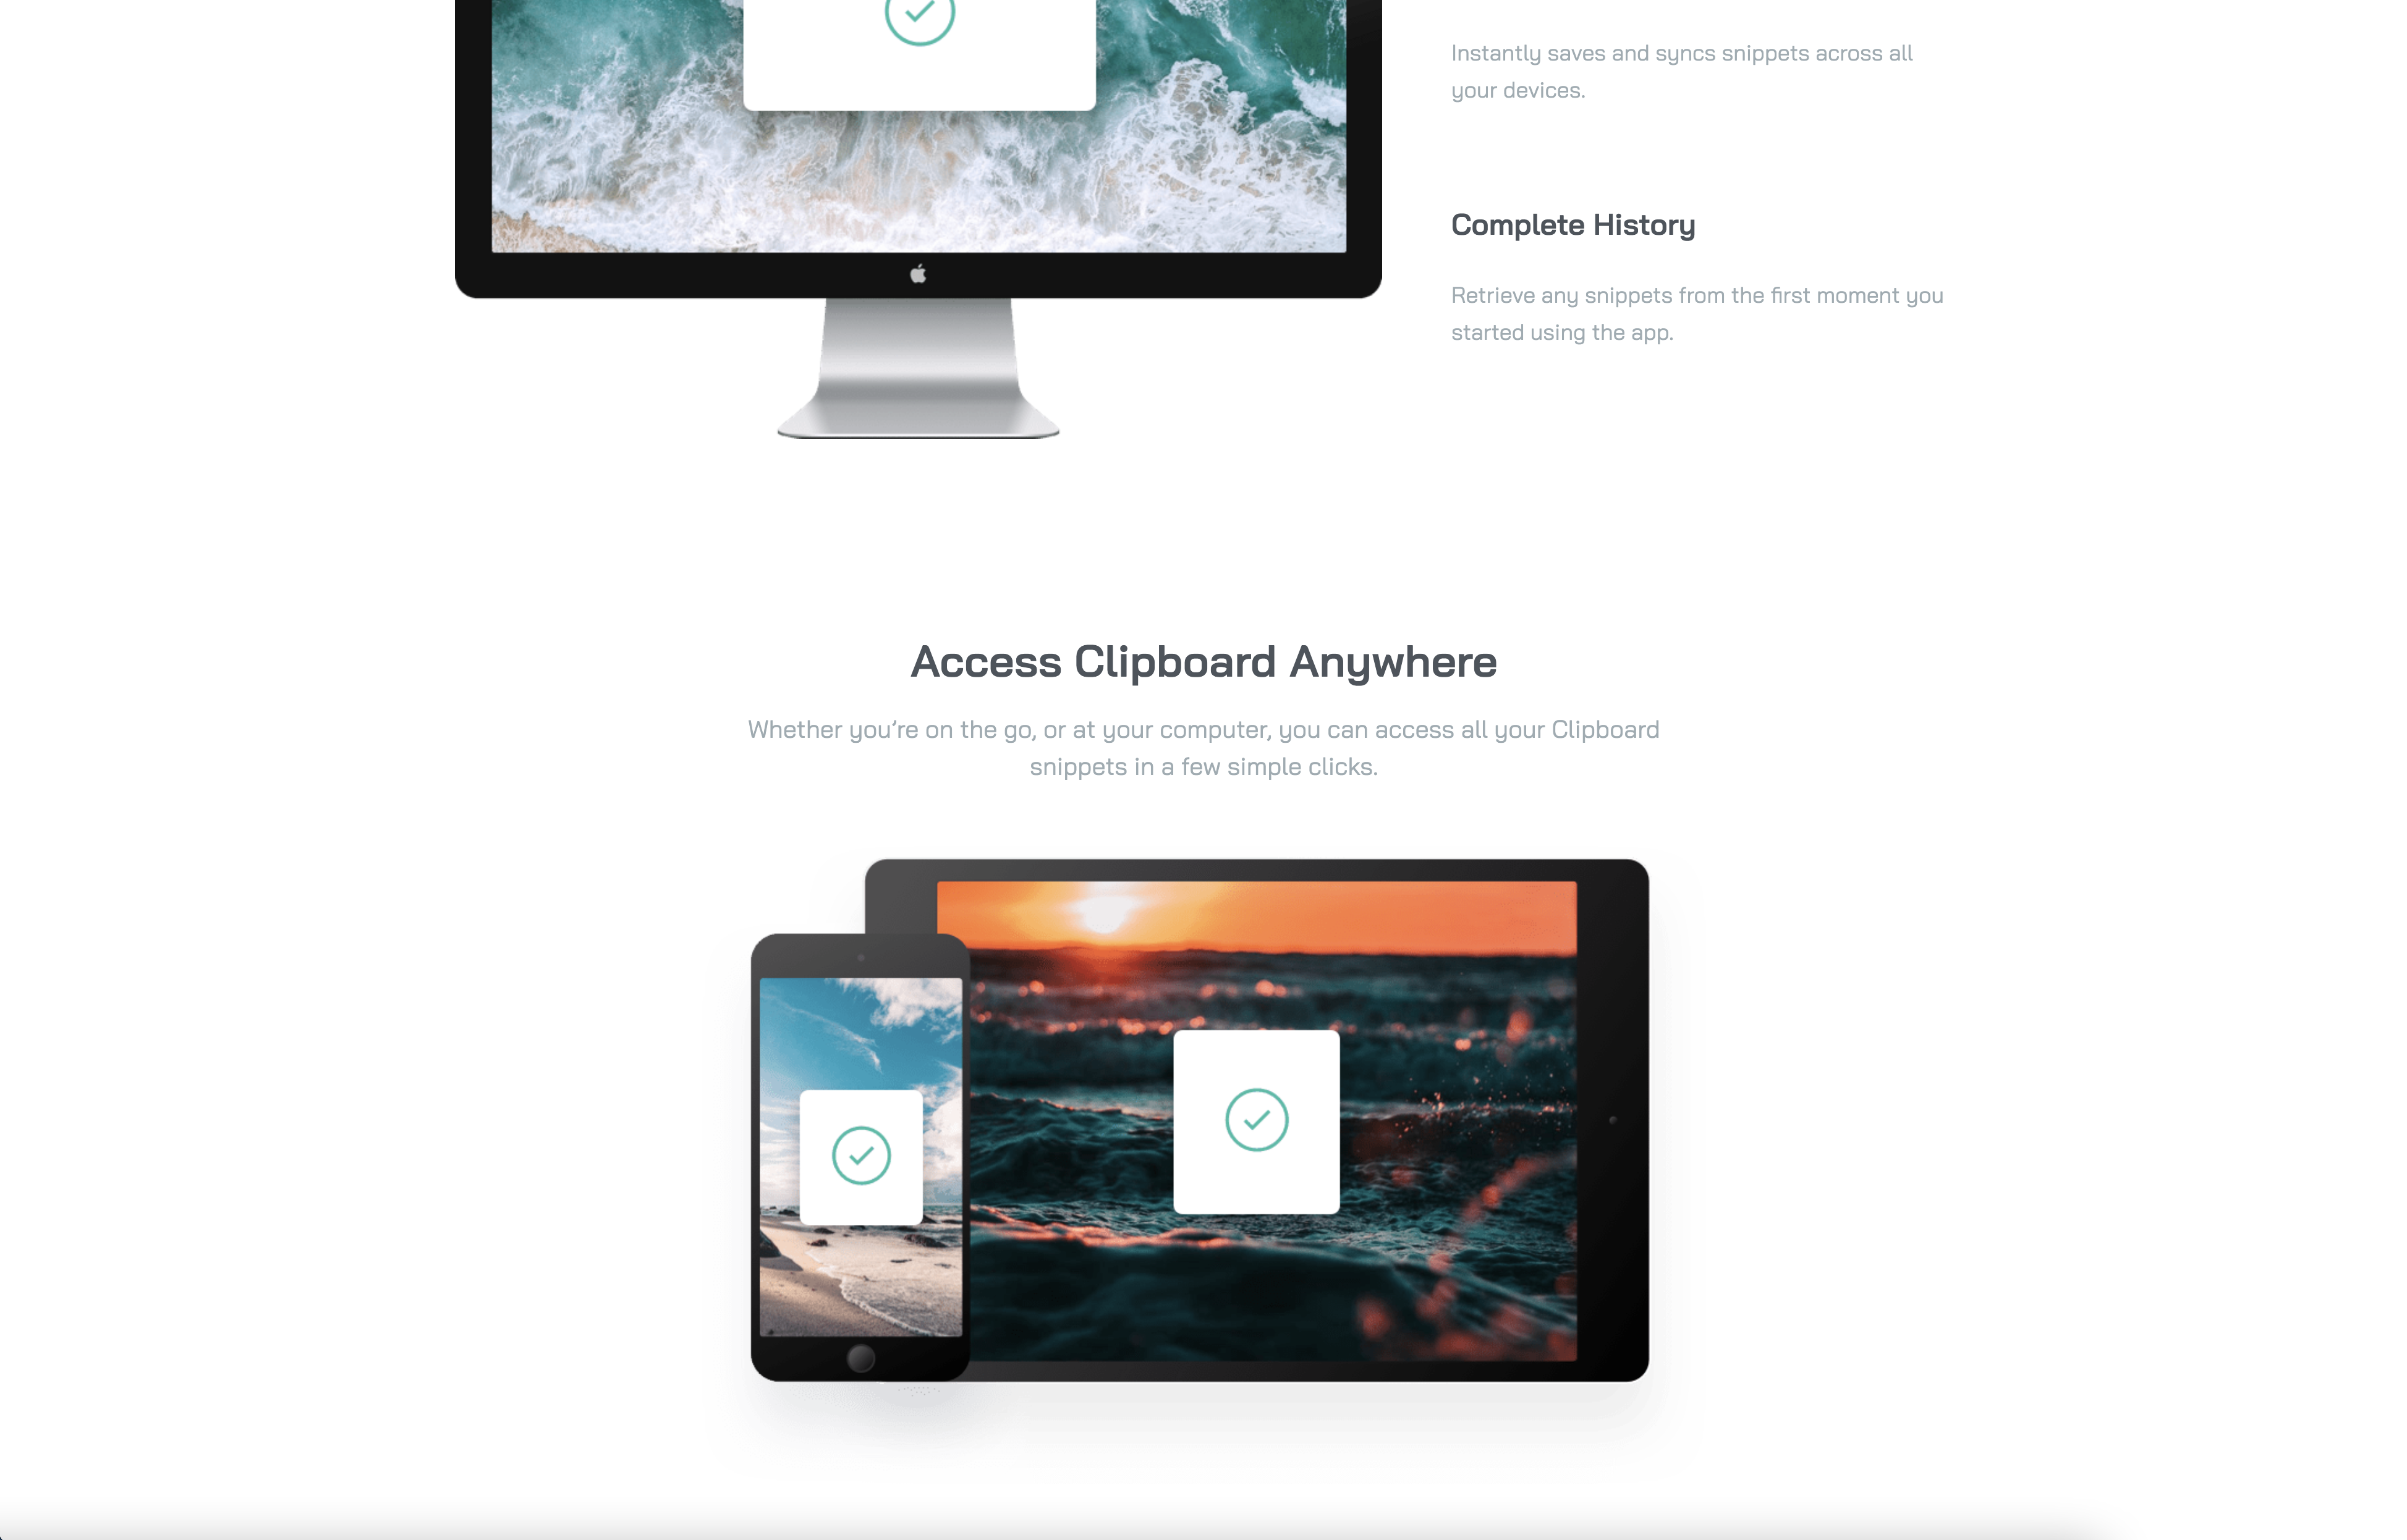 Instantly saves and syncs snippets across all
your devices.
Complete History
Retrieve any snippets from the first moment you
started using the app.
Access Clipboard Anywhere
Whether you’re on the go, or at your computer, you can access all your Clipboard
snippets in a few simple clicks.